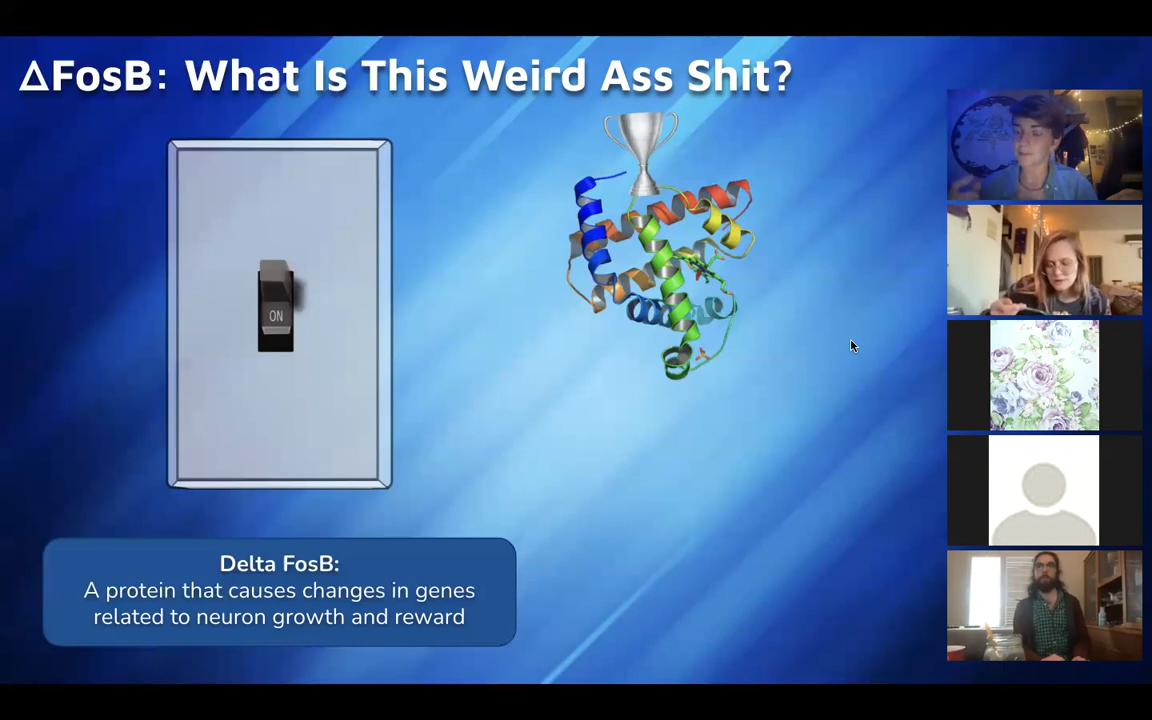 ΔFosB: What Is This Weird Ass Shit?
ON
Delta FosB:
A protein that causes changes in genes
related to neuron growth and reward